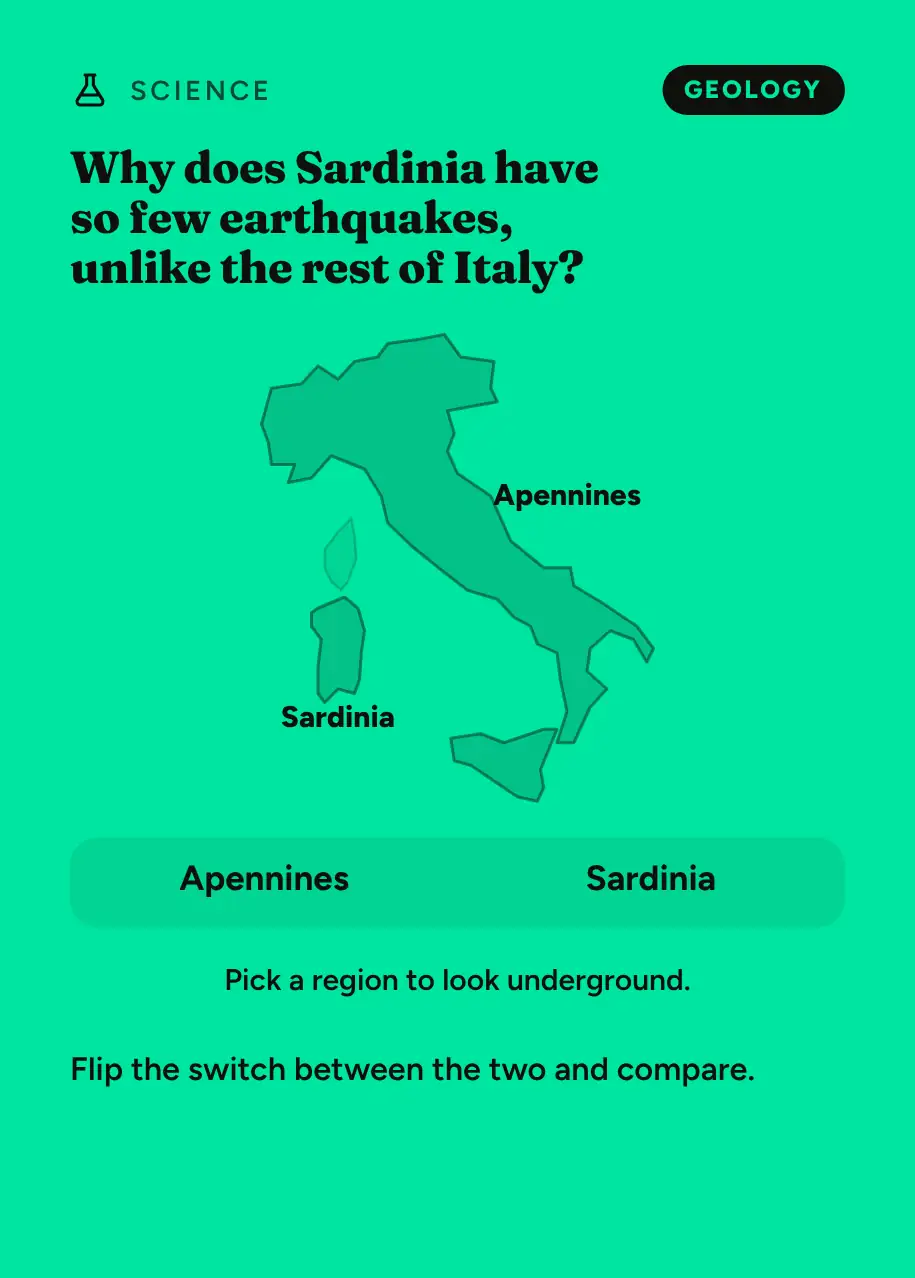 SCIENCE
GEOLOGY
Why does Sardinia have
so few earthquakes,
unlike the rest of Italy?
Apennines
Sardinia
Apennines
Sardinia
Pick a region to look underground.
Flip the switch between the two and compare.